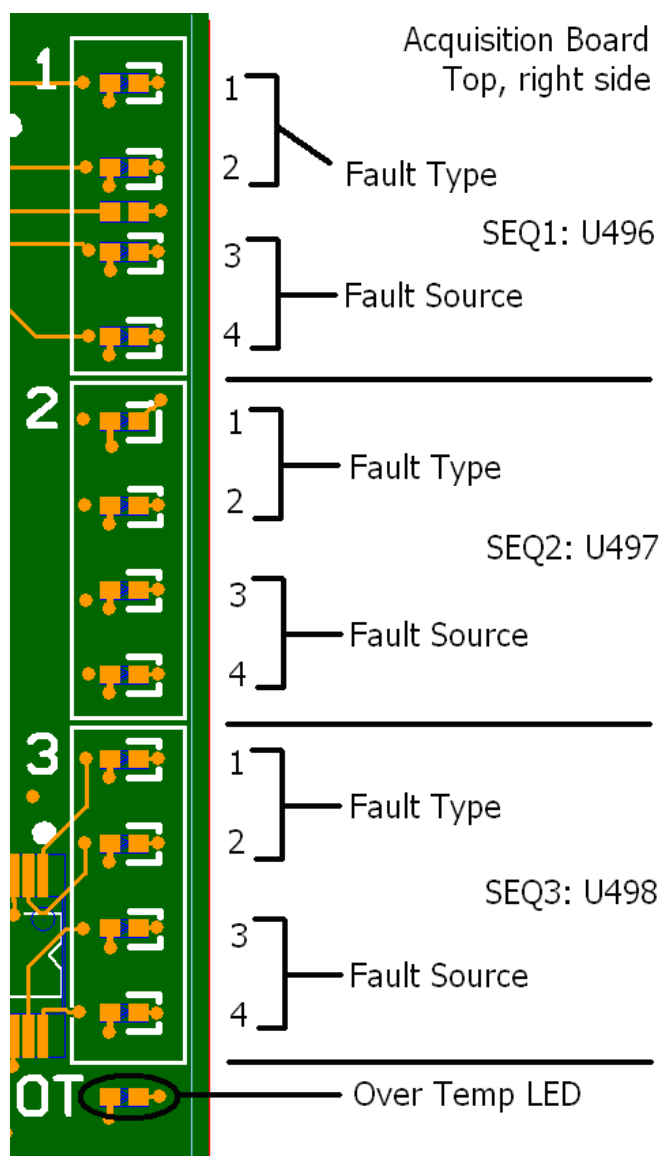 Acquisition Board
Top, right side
1
1
2
Fault Type
SEQ1: U496
3
Fault Source
4
2
1
Fault Type
2
SEQ2: U497
3
Fault Source
4
3
1
Fault Type
2
SEQ3: U498
3
Fault Source
4
OT
Over Temp LED